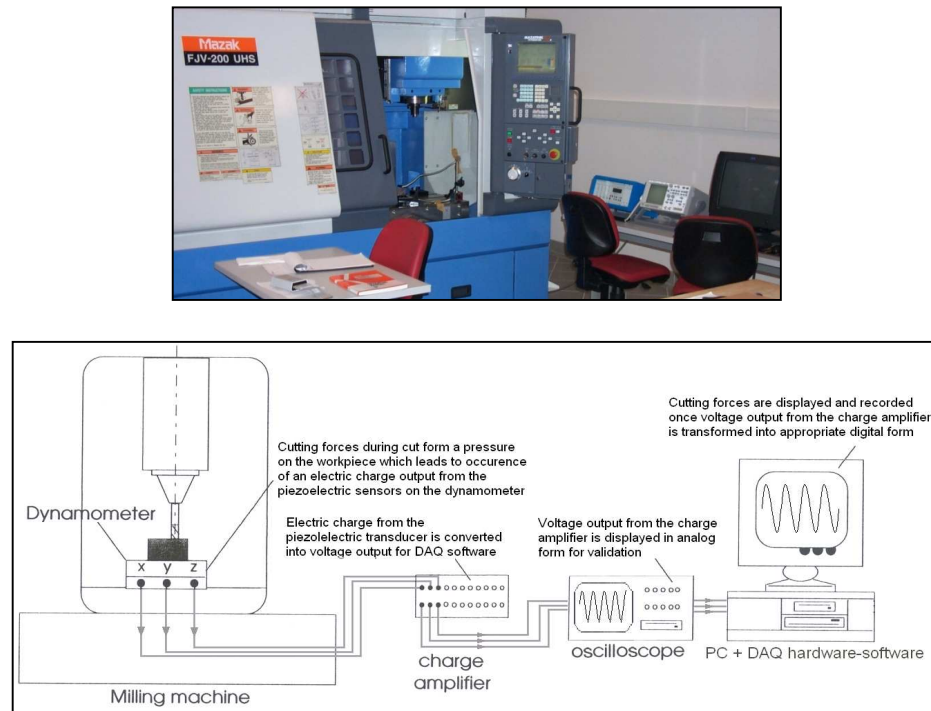 Mazak
FJV-200 UHS
Cutting forces are displayed and recorded
once voltage output from the charge amplifier
is transformed into appropriate digital form
Cutting forces during cut form a pressure
on the workpiece which leads to occurence
of an electric charge output from the
piezoelectric sensors on the dynamometer
Dynamometer
Electric charge from the
piezolelectric transducer is converted
into voltage output for DAQ software
Voltage output from the charge
amplifier is displayed in analog
form for validation
x y z
charge
amplifier
oscilloscope
PC + DAQ hardware-software
Milling machine